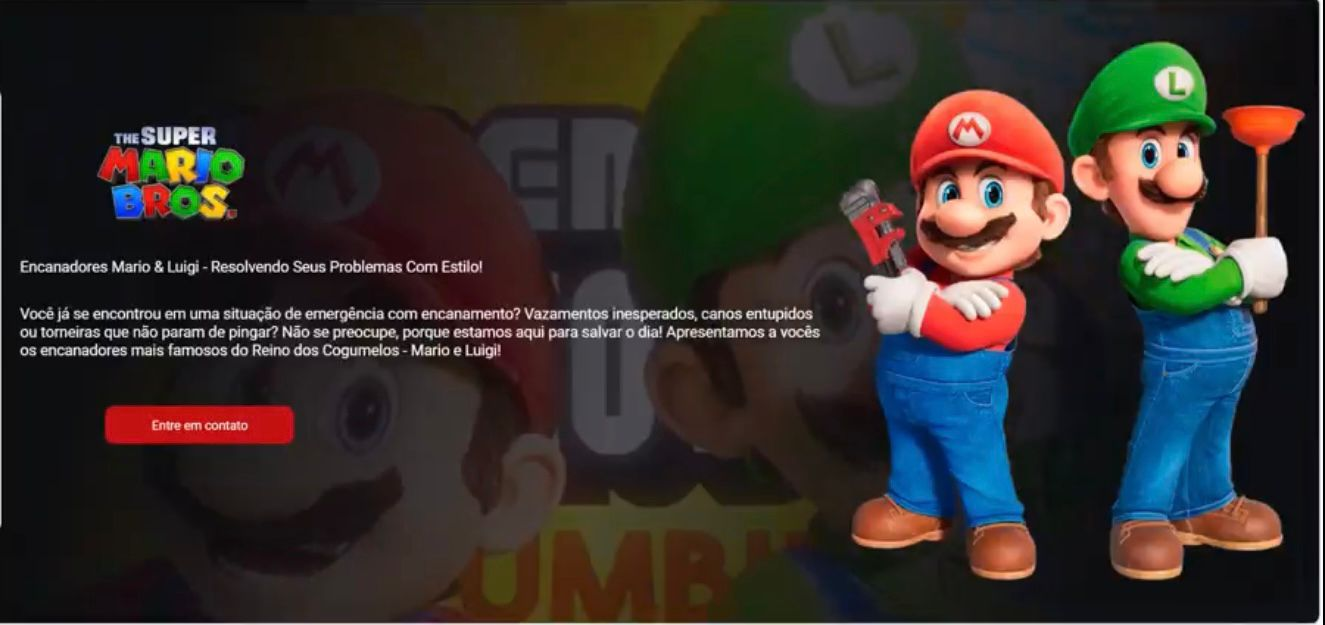 THE SUPER
MARIO
BROS.
Encanadores Mario & Luigi - Resolvendo Seus Problemas Com Estilo!
Você já se encontrou em uma situação de emergência com encanamento? Vazamentos inesperados, canos entupidos
ou torneiras que não param de pingar? Não se preocupe, porque estamos aqui para salvar o dia! Apresentamos a vocês
os encanadores mais famosos do Reino dos Cogumelos - Mario e Luigi!
Entre em contato
M
L
M
L